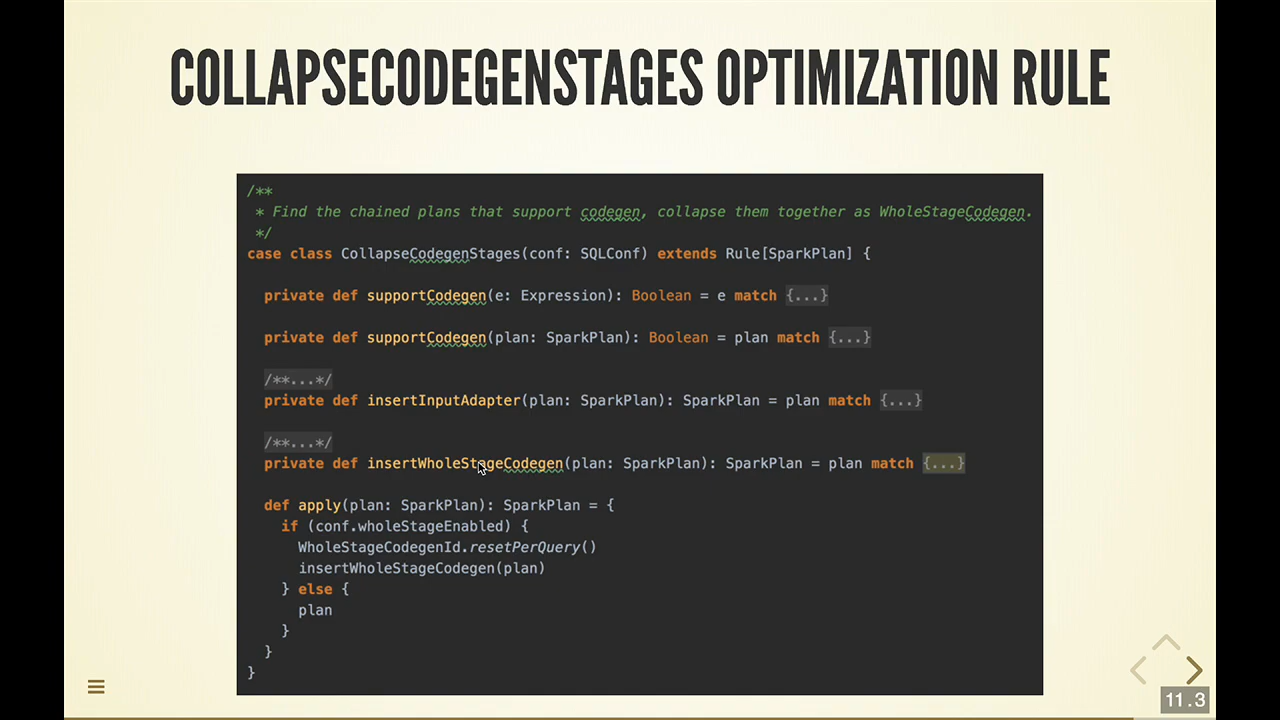 COLLAPSECODEGENSTAGES OPTIMIZATION RULE
/**
 * Find the chained plans that support codegen, collapse them together as WholeStageCodegen.
 */
case class CollapseCodegenStages(conf: SQLConf) extends Rule[SparkPlan] {
  private def supportCodegen(e: Expression): Boolean = e match {...}
  private def supportCodegen(plan: SparkPlan): Boolean = plan match {...}
  /**...*/
  private def insertInputAdapter(plan: SparkPlan): SparkPlan = plan match {...}
  /**...*/
  private def insertWholeStageCodegen(plan: SparkPlan): SparkPlan = plan match {...}
  def apply(plan: SparkPlan): SparkPlan = {
    if (conf.wholeStageEnabled) {
      WholeStageCodegenId.resetPerQuery()
      insertWholeStageCodegen(plan)
    } else {
      plan
    }
  }
}
11.3